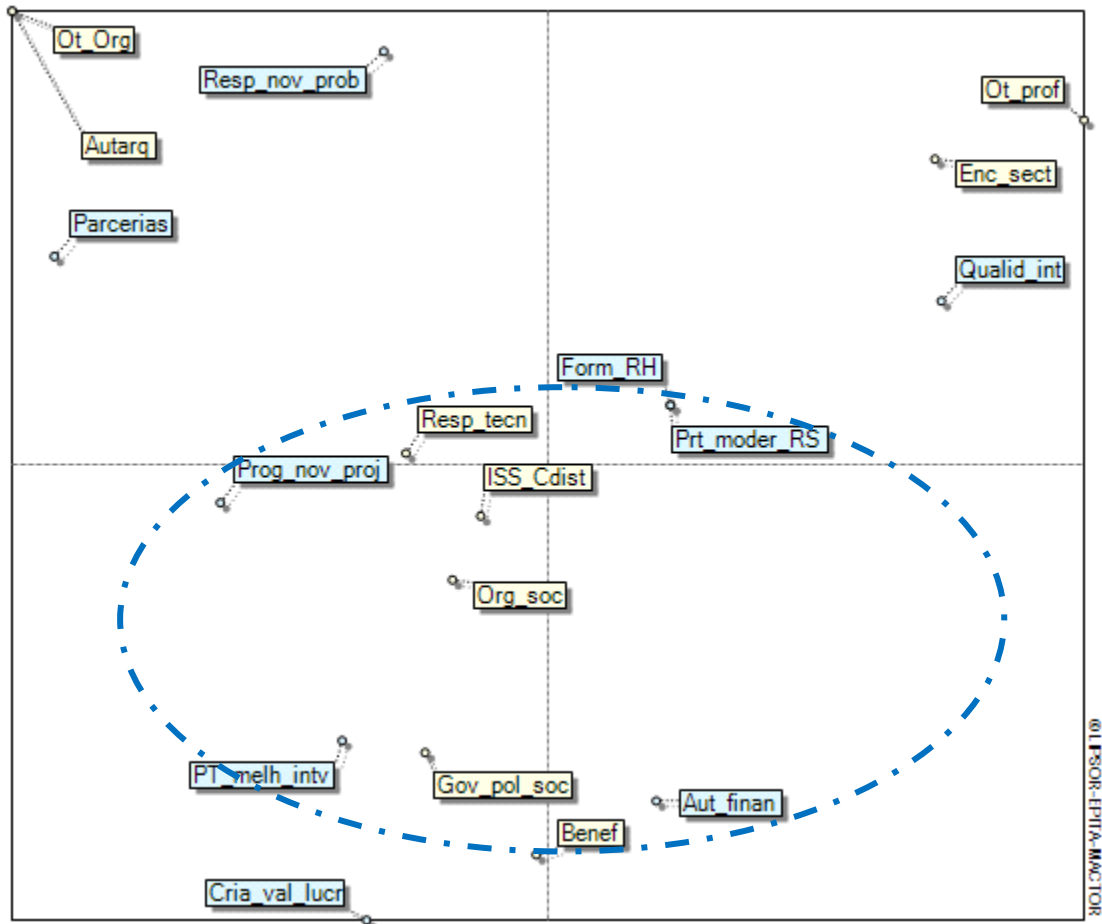 Ot_Org
Resp_nov_prob
Ot_prof
Autarq
Enc_sect
Parcerias
Qualid_int
Form_RH
Resp_tecn
Prt_moder_RS
Prog_nov_proj
ISS_Cdist
Org_soc
PT_melh_intv
Gov_pol_soc
Aut_finan
Benef
Cria_val_lucr
©LIPSOR-EPITA-MACTOR